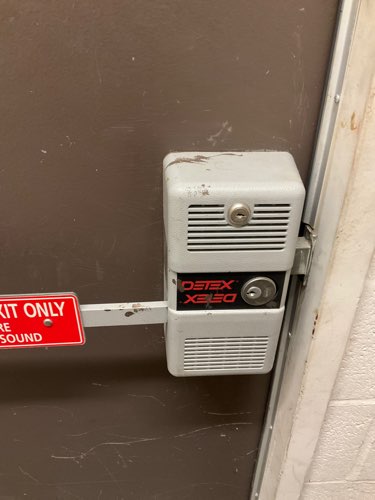 DETEX
DETEX
XIT ONLY
RE
SOUND